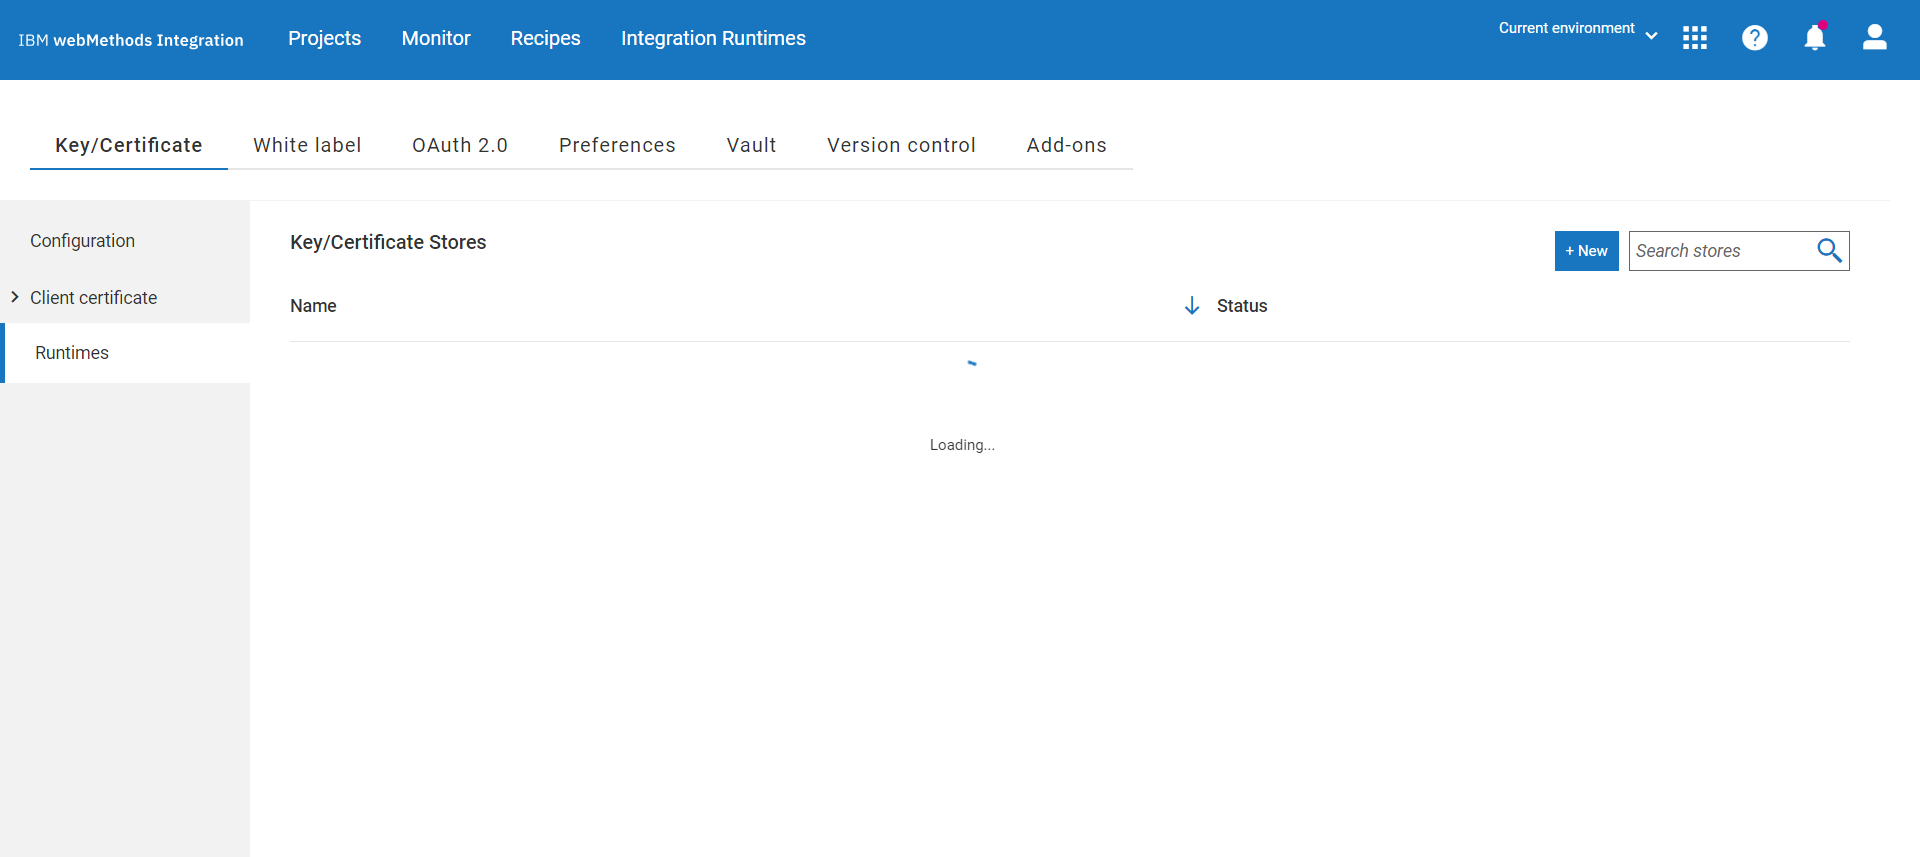 IBM webMethods Integration Projects Monitor Recipes Integration Runtimes Current environment
Key/Certificate White label OAuth 2.0 Preferences Vault Version control Add-ons
Configuration
Client certificate
Runtimes
Key/Certificate Stores
+ New Search stores
Name Status
Loading...